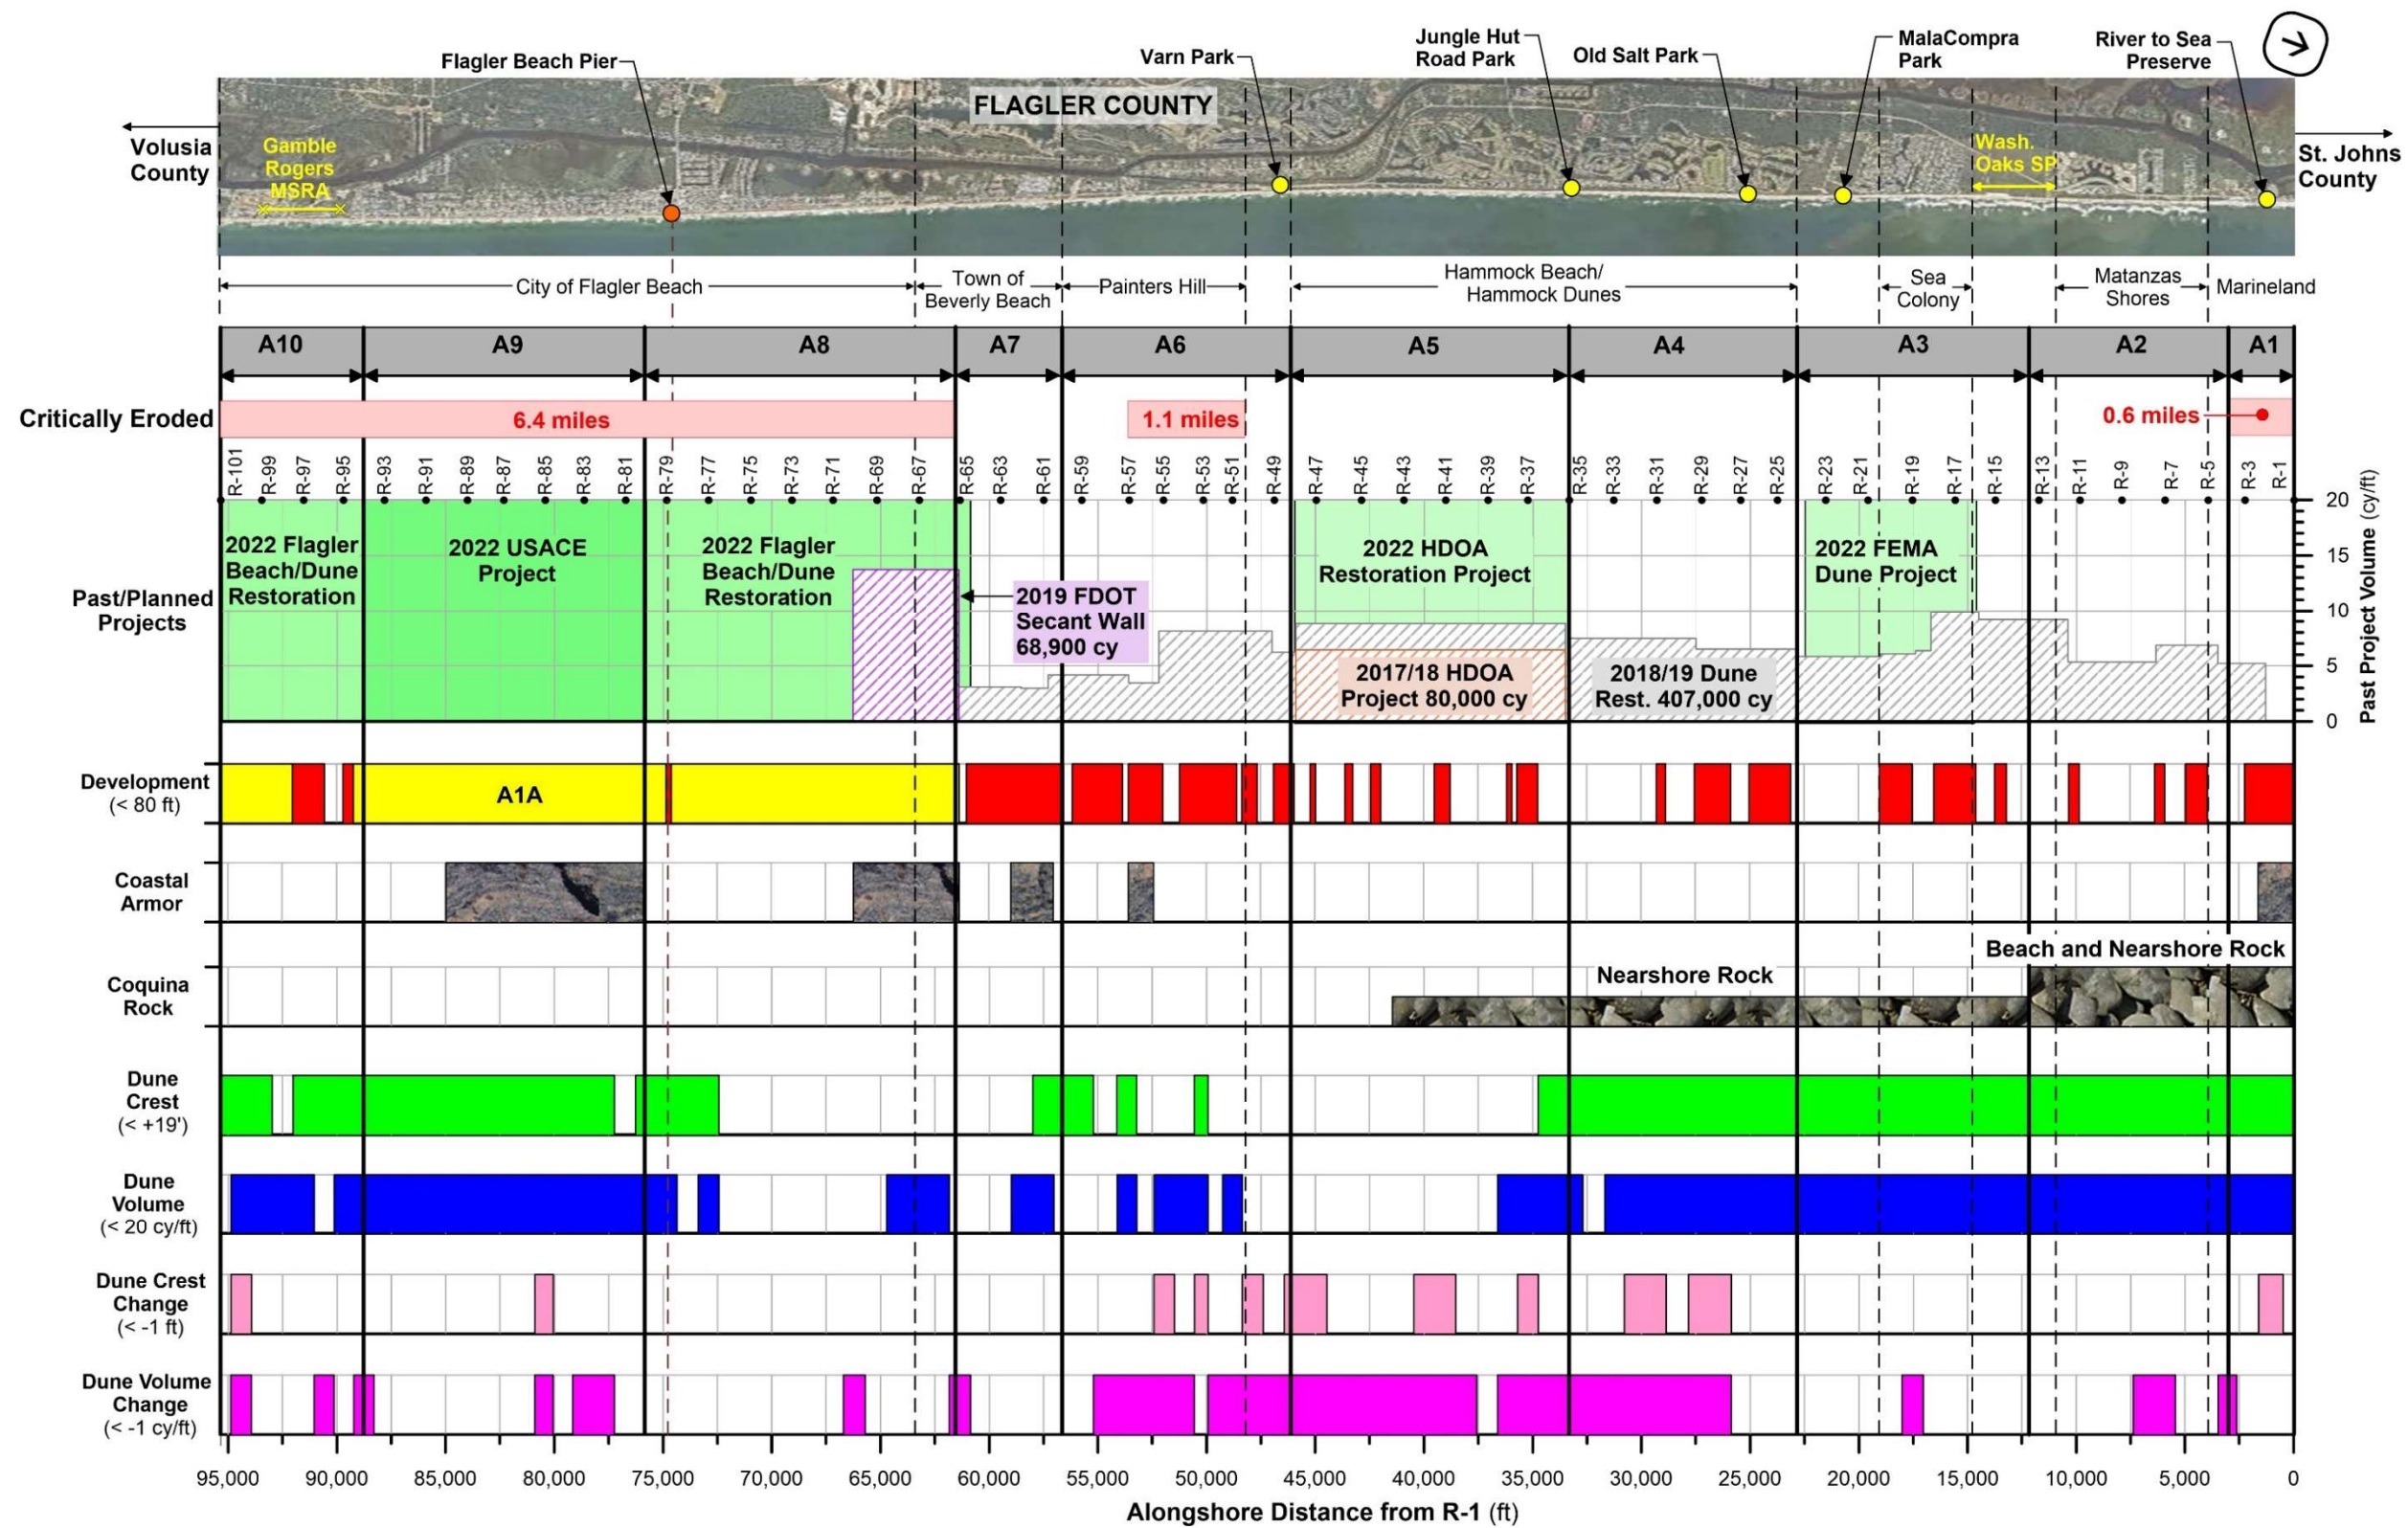 Flagler Beach Pier
Varn Park
Jungle Hut
Road Park
Old Salt Park
MalaCompra
Park
River to Sea
Preserve
FLAGLER COUNTY
Volusia
County
Gamble
Rogers
MSRA
Wash.
Oaks SP
St. Johns
County
City of Flagler Beach
Town of
Beverly Beach
Painters Hill
Hammock Beach/
Hammock Dunes
Sea
Colony
Matanzas
Shores
Marineland
A10 A9 A8 A7 A6 A5 A4 A3 A2 A1
Critically Eroded
6.4 miles
1.1 miles
0.6 miles
R-101 R-99 R-97 R-95 R-93 R-91 R-89 R-87 R-85 R-83 R-81 R-79 R-77 R-75 R-73 R-71 R-69 R-67 R-65 R-63 R-61 R-59 R-57 R-55 R-53 R-51 R-49 R-47 R-45 R-43 R-41 R-39 R-37 R-35 R-33 R-31 R-29 R-27 R-25 R-23 R-21 R-19 R-17 R-15 R-13 R-11 R-9 R-7 R-5 R-3 R-1
Past/Planned
Projects
2022 Flagler
Beach/Dune
Restoration
2022 USACE
Project
2022 Flagler
Beach/Dune
Restoration
2019 FDOT
Secant Wall
68,900 cy
2022 HDOA
Restoration Project
2017/18 HDOA
Project 80,000 cy
2018/19 Dune
Rest. 407,000 cy
2022 FEMA
Dune Project
20
15
10
5
0
Past Project Volume (cy/ft)
Development
(< 80 ft)
A1A
Coastal
Armor
Coquina
Rock
Nearshore Rock
Beach and Nearshore Rock
Dune
Crest
(< +19')
Dune
Volume
(< 20 cy/ft)
Dune Crest
Change
(< -1 ft)
Dune Volume
Change
(< -1 cy/ft)
95,000 90,000 85,000 80,000 75,000 70,000 65,000 60,000 55,000 50,000 45,000 40,000 35,000 30,000 25,000 20,000 15,000 10,000 5,000 0
Alongshore Distance from R-1 (ft)